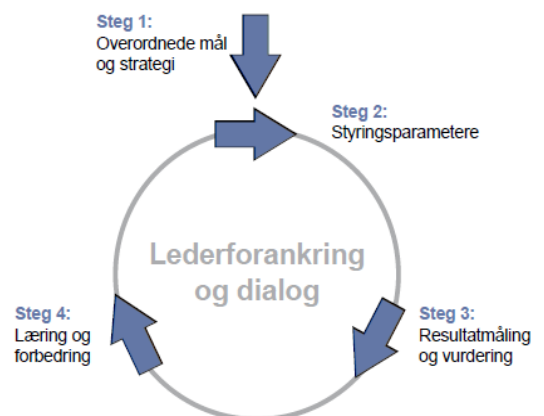 Steg 1:
Overordnede mål
og strategi
Steg 2:
Styringsparametere
Lederforankring
og dialog
Steg 3:
Resultatmåling
og vurdering
Steg 4:
Læring og
forbedring